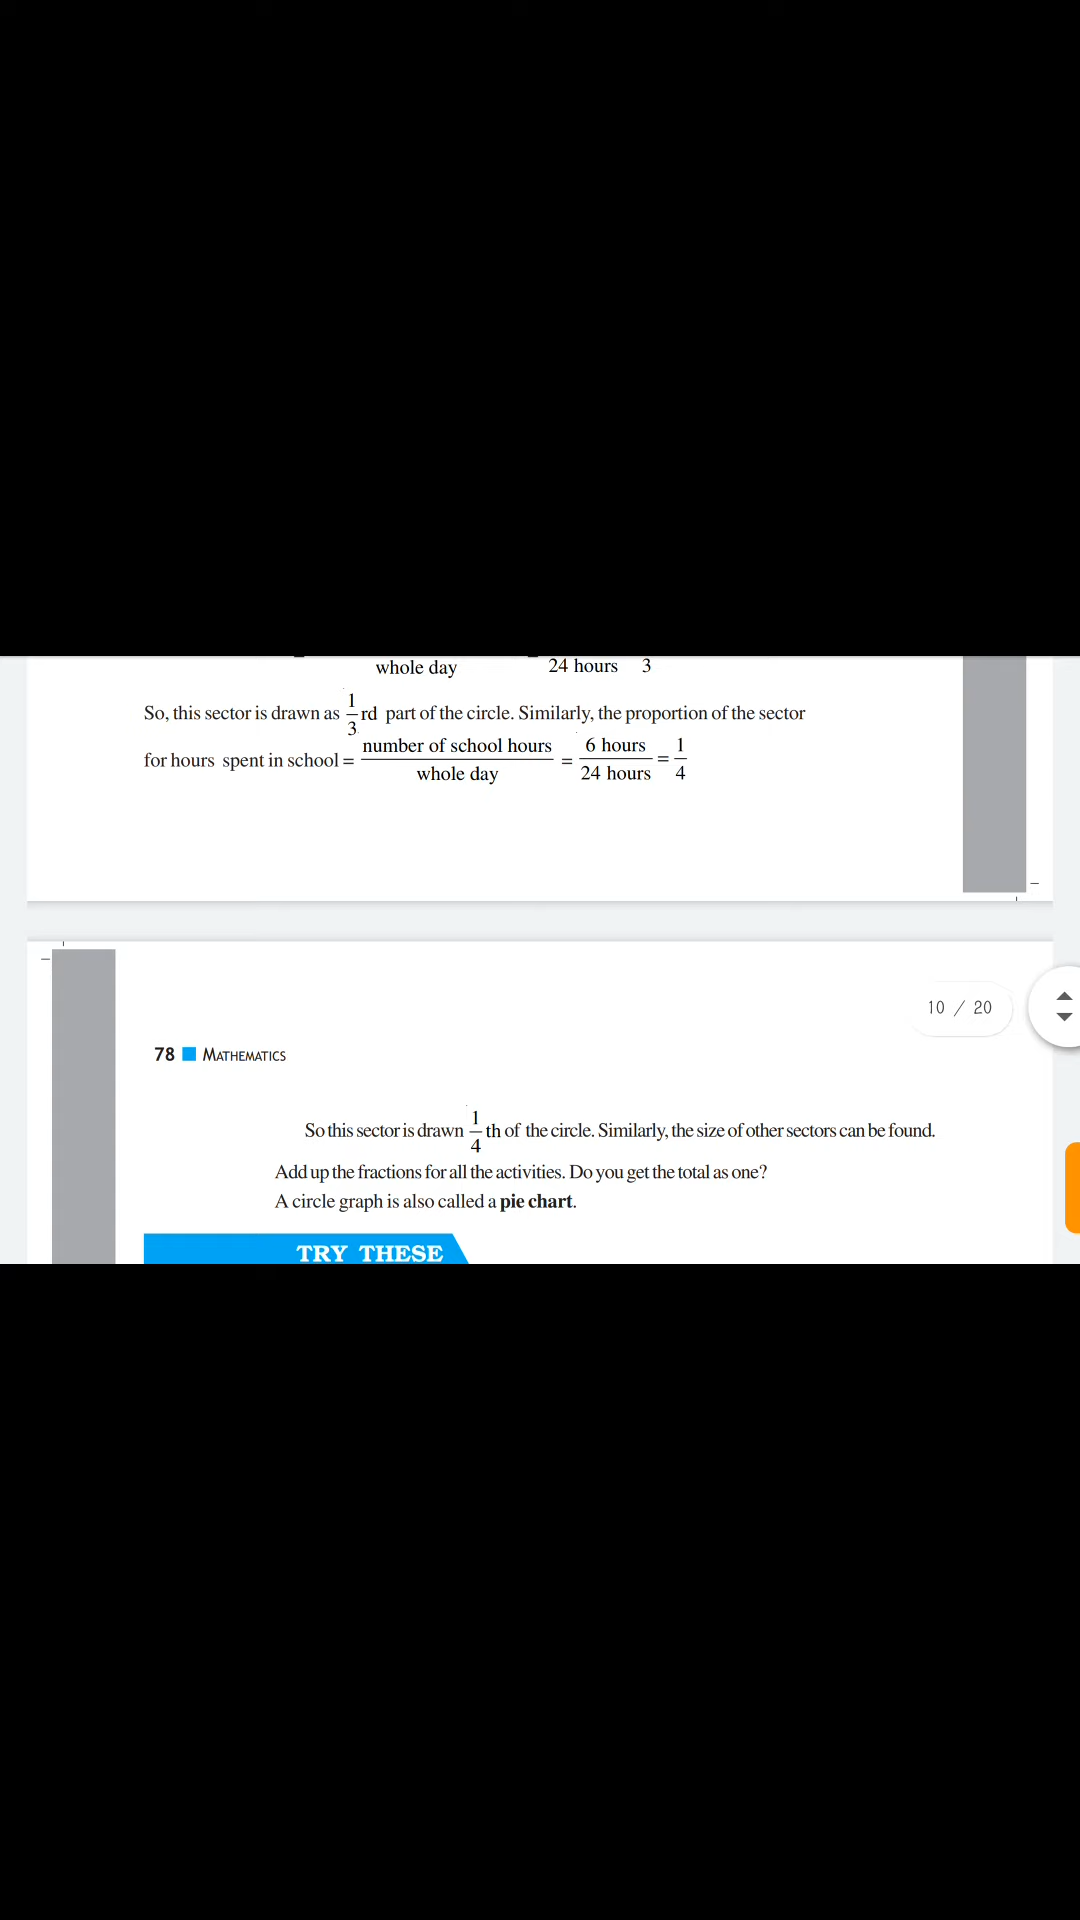 whole day 24 hours 3
So, this sector is drawn as 1/3 rd part of the circle. Similarly, the proportion of the sector
for hours spent in school = number of school hours / whole day = 6 hours / 24 hours = 1/4
10 / 20
78 MATHEMATICS
So this sector is drawn 1/4 th of the circle. Similarly, the size of other sectors can be found.
Add up the fractions for all the activities. Do you get the total as one?
A circle graph is also called a pie chart.
TRY THESE